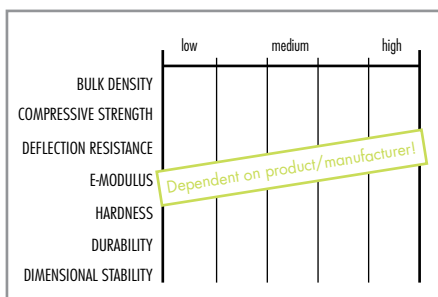 low medium high
BULK DENSITY
COMPRESSIVE STRENGTH
DEFLECTION RESISTANCE
E-MODULUS
Dependent on product/manufacturer!
HARDNESS
DURABILITY
DIMENSIONAL STABILITY